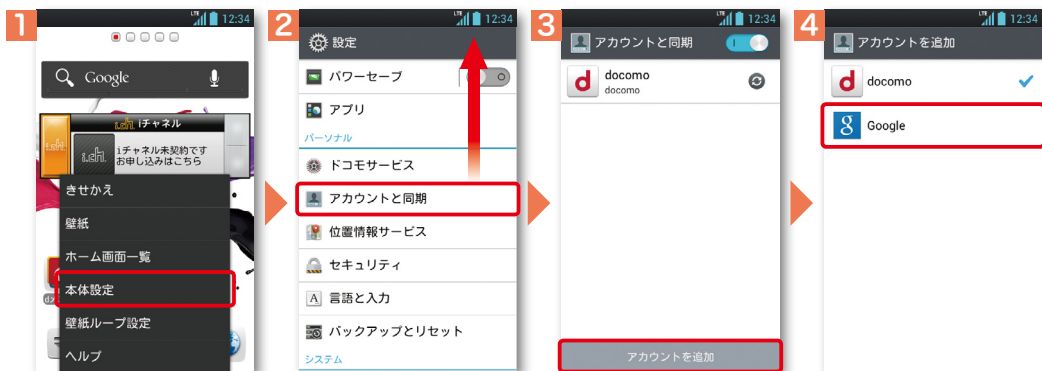 1
LTE 12:34
Google
i.ch. iチャネル
i.ch.
i.ch.
iチャネル未契約です
お申し込みはこちら
きせかえ
壁紙
ホーム画面一覧
本体設定
壁紙ループ設定
ヘルプ
2
LTE 12:34
設定
パワーセーブ
アプリ
パーソナル
ドコモサービス
アカウントと同期
位置情報サービス
セキュリティ
A 言語と入力
バックアップとリセット
システム
3
LTE 12:34
アカウントと同期
d docomo
docomo
アカウントを追加
4
LTE 12:34
アカウントを追加
d docomo
g Google